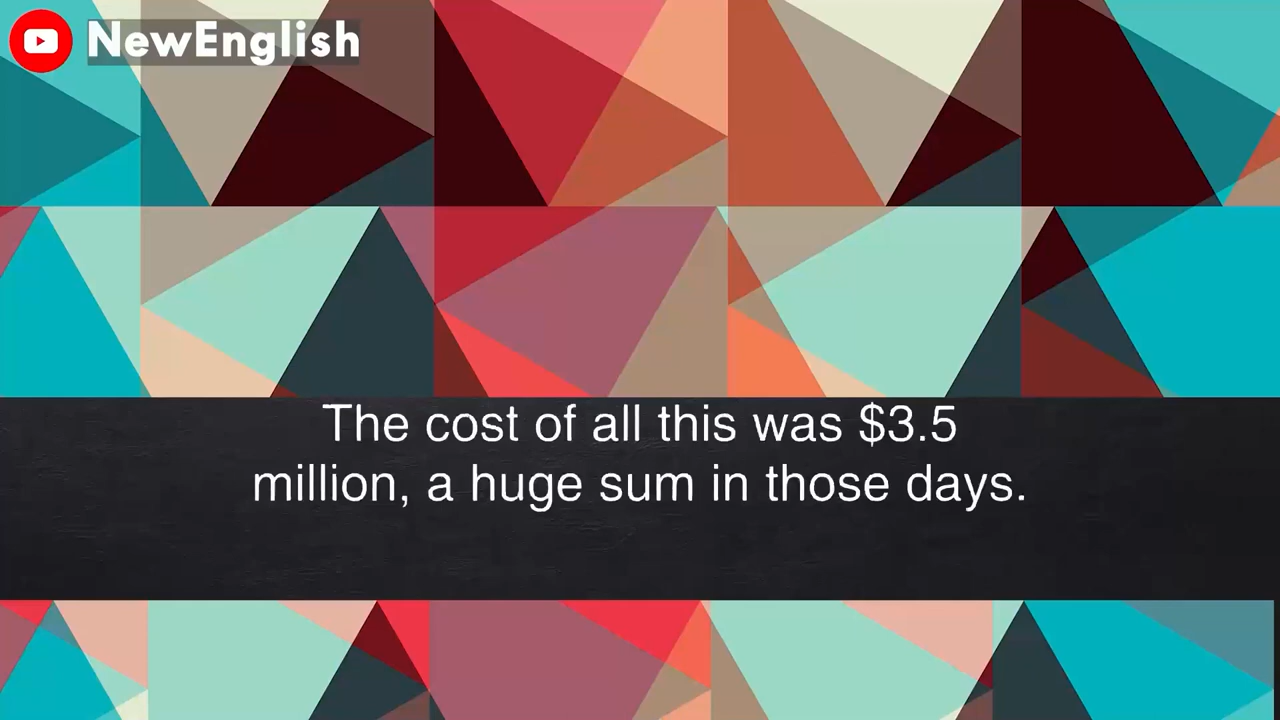 NewEnglish
The cost of all this was $3.5
million, a huge sum in those days.